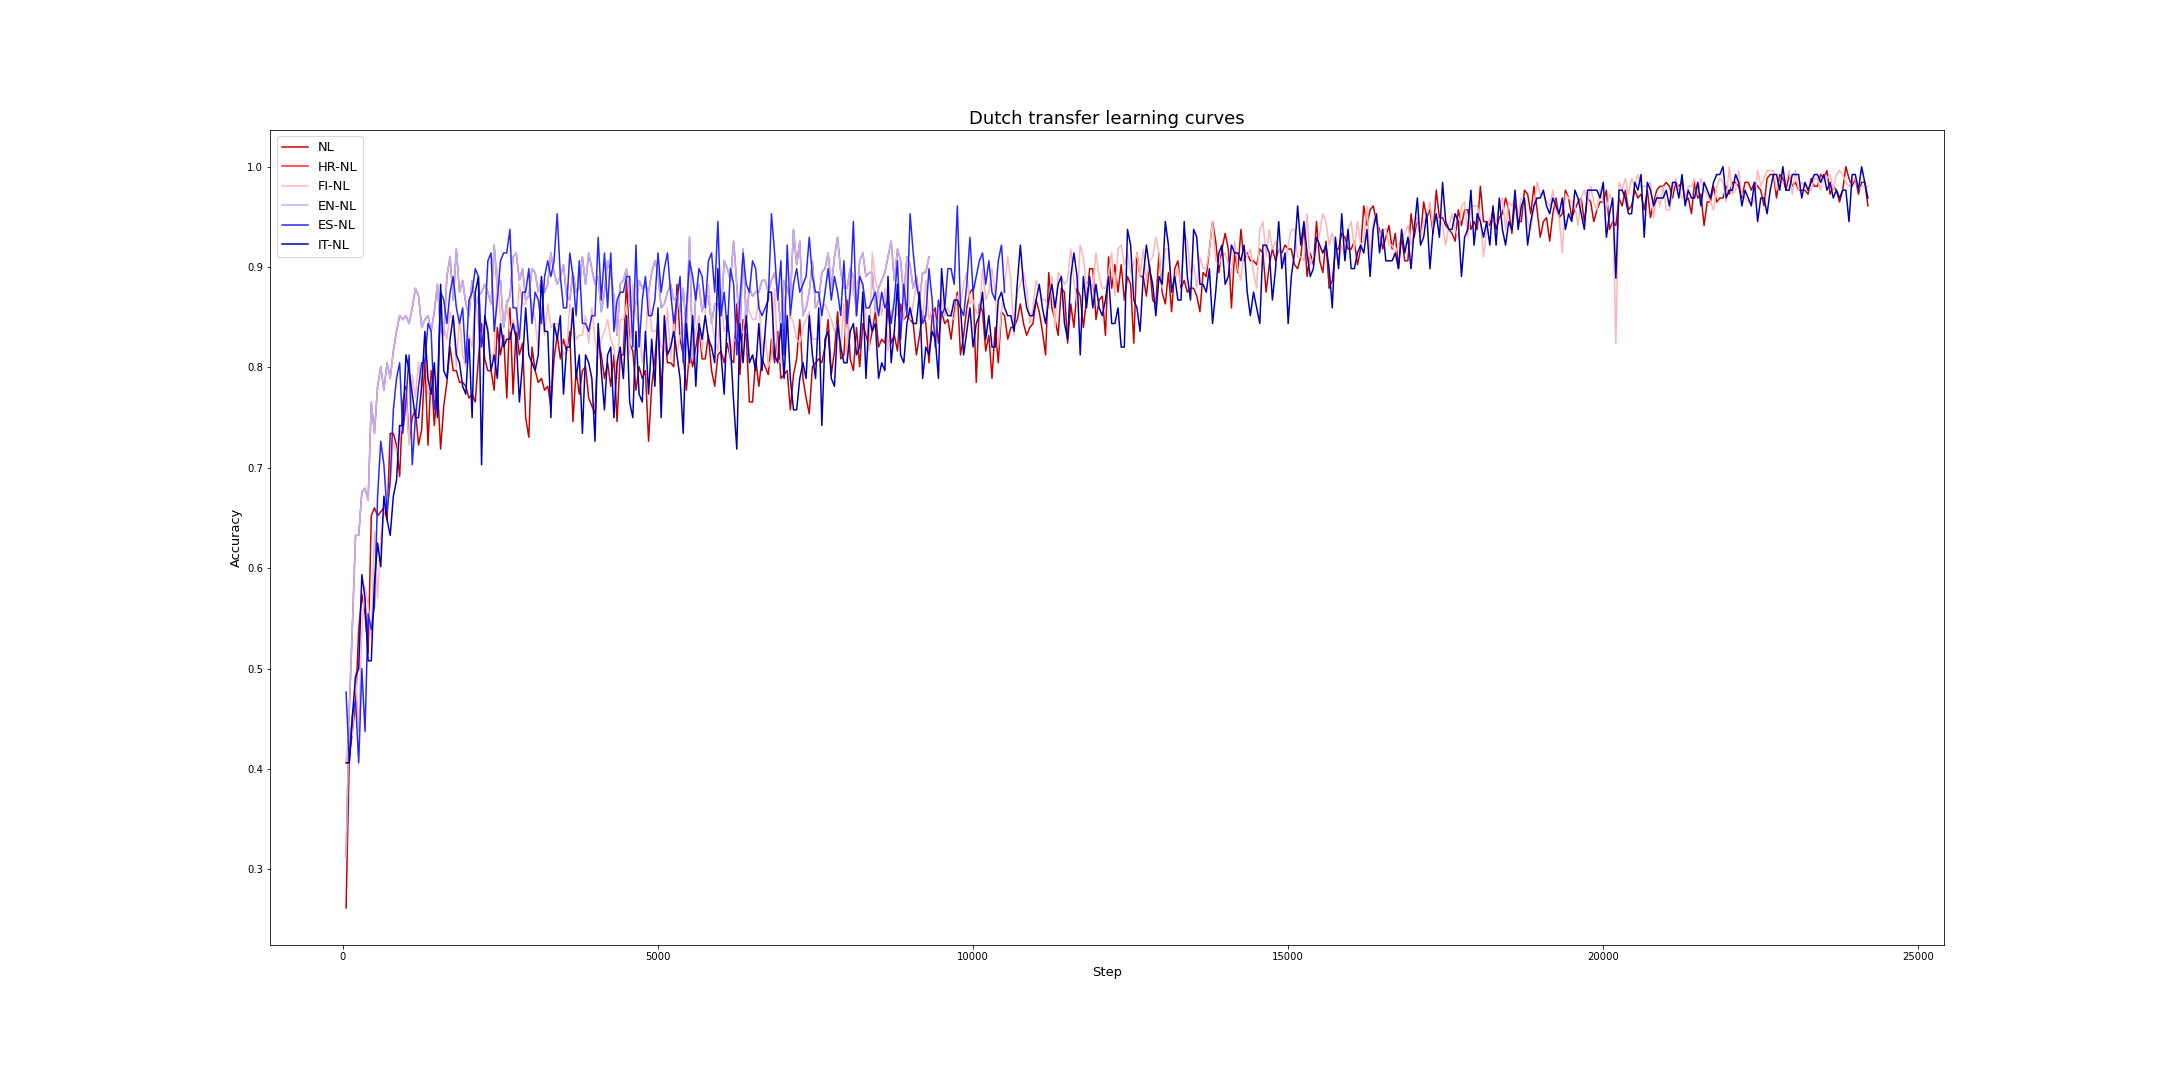 Dutch transfer learning curves
NL
HR-NL
FI-NL
EN-NL
ES-NL
IT-NL
1.0
0.9
0.8
0.7
0.6
0.5
0.4
0.3
Accuracy
0
5000
10000
15000
20000
25000
Step